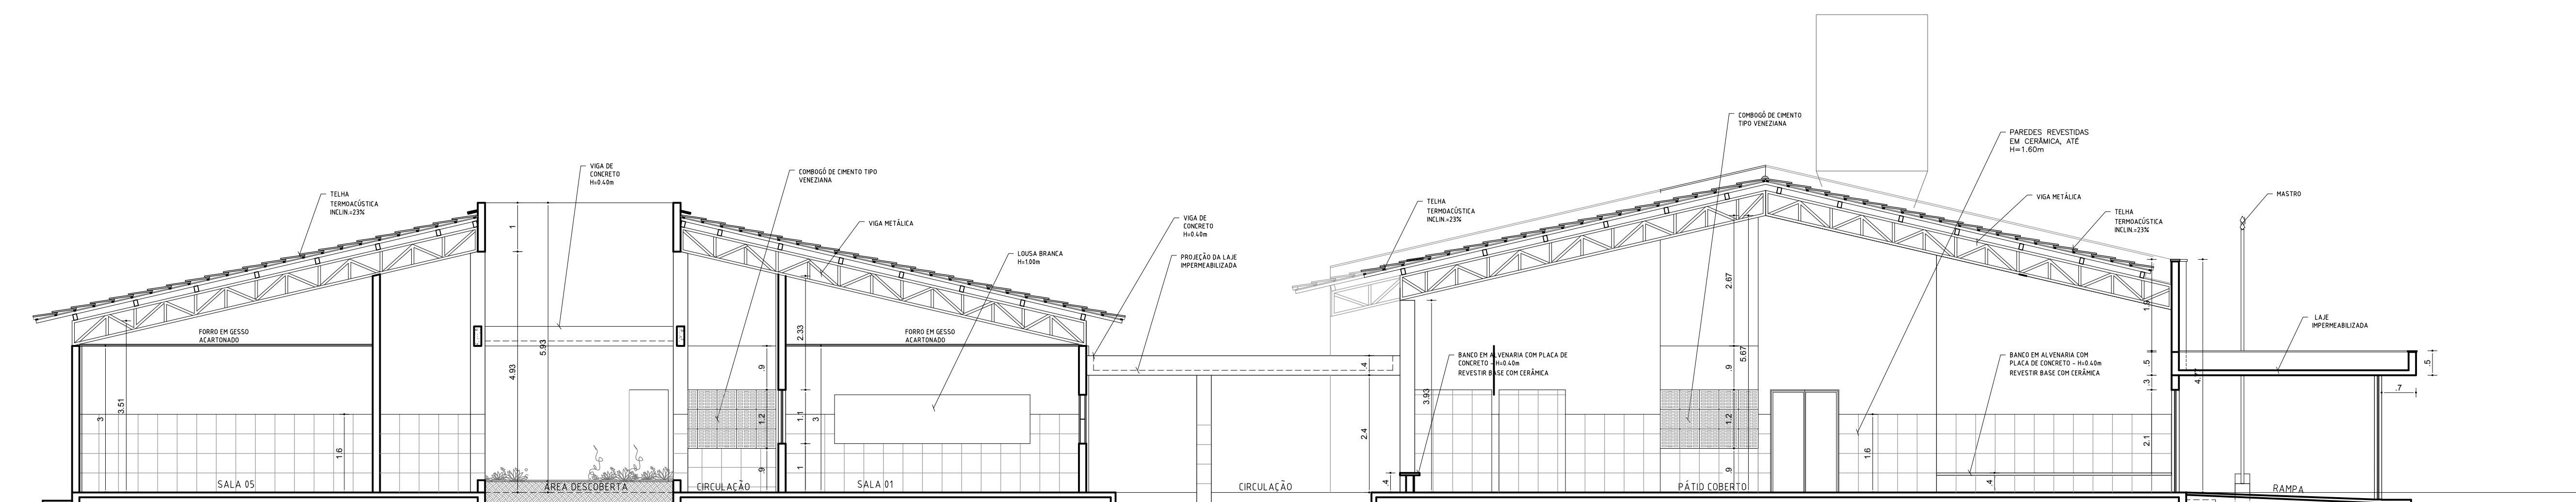 COMBOGÓ DE CIMENTO
TIPO VENEZIANA
PAREDES REVESTIDAS
EM CERÂMICA, ATÉ
H=1.60m
VIGA DE
CONCRETO
H=0.40m
COMBOGÓ DE CIMENTO TIPO
VENEZIANA
TELHA
TERMOACÚSTICA
INCLIN.=23%
VIGA METÁLICA
LOUSA BRANCA
H=1.00m
VIGA DE
CONCRETO
H=0.40m
PROJEÇÃO DA LAJE
IMPERMEABILIZADA
TELHA
TERMOACÚSTICA
INCLIN.=23%
VIGA METÁLICA
TELHA
TERMOACÚSTICA
INCLIN.=23%
MASTRO
LAJE
IMPERMEABILIZADA
FORRO EM GESSO
ACARTONADO
FORRO EM GESSO
ACARTONADO
BANCO EM ALVENARIA COM PLACA DE
CONCRETO - H=0.40m
REVESTIR BASE COM CERÂMICA
BANCO EM ALVENARIA COM
PLACA DE CONCRETO - H=0.40m
REVESTIR BASE COM CERÂMICA
3
3.51
1.6
1
4.93
5.93
.9
1.2
.9
2.33
1.1
1
3
.4
2.4
.4
3.93
2.67
.9
1.2
.9
5.67
1.6
.4
.5
.3
2.1
.5
.7
SALA 05
ÁREA DESCOBERTA
CIRCULAÇÃO
SALA 01
CIRCULAÇÃO
PÁTIO COBERTO
RAMPA